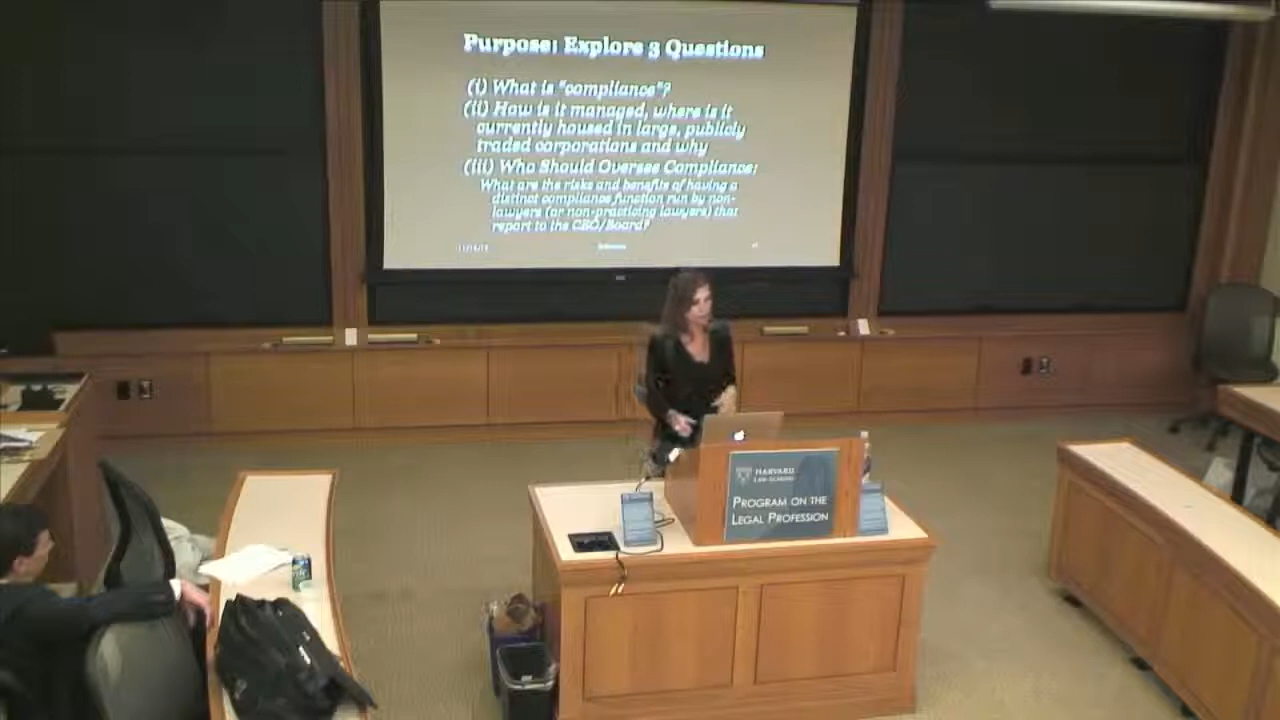 Purpose: Explore 3 Questions
(i) What is "compliance"?
(ii) How is it managed, where is it
currently housed in large, publicly
traded corporations and why
(iii) Who Should Oversee Compliance:
What are the risks and benefits of having a
distinct compliance function run by non-
lawyers (or non-practicing lawyers) that
report to the CEO/Board?
HARVARD
LAW SCHOOL
PROGRAM ON THE
LEGAL PROFESSION